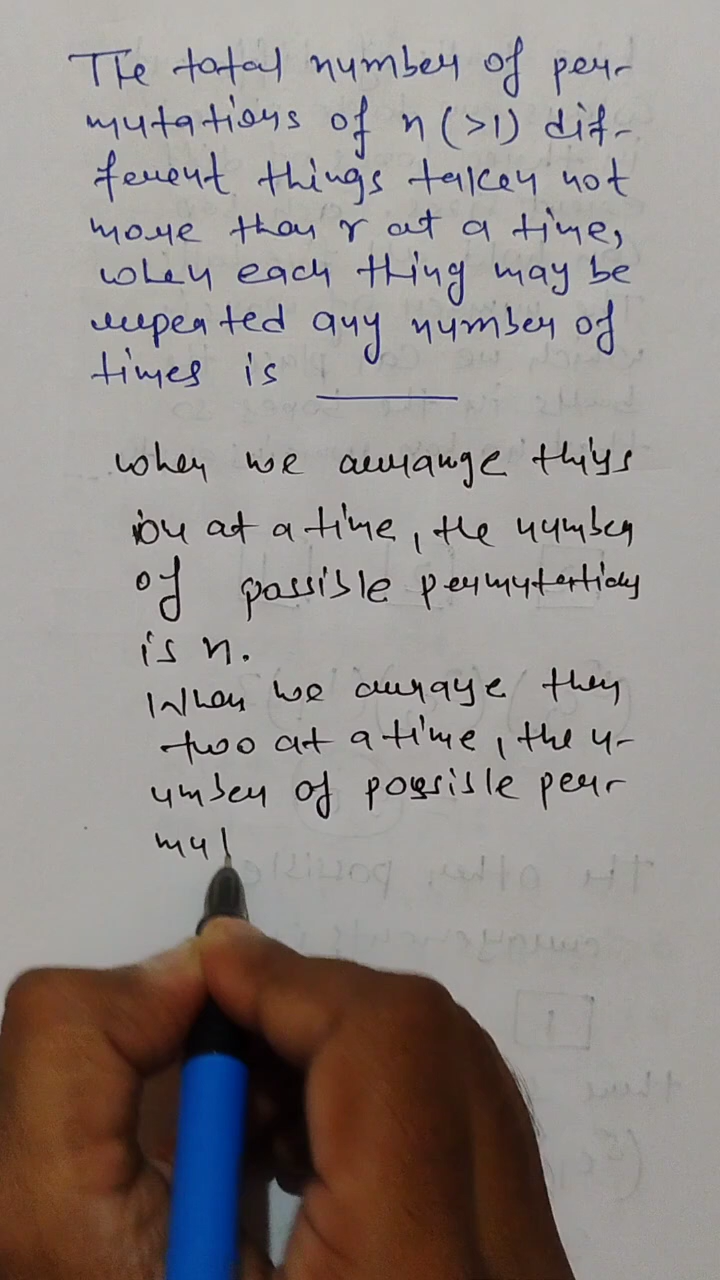 The total number of per-
mutations of n (>1) dif-
ferent things taken not
more than r at a time,
when each thing may be
repeated any number of
times is ______
when we arrange things
one at a time, the number
of possible permutations
is n.
When we arrange them
two at a time, the n-
umber of possible per-
mut